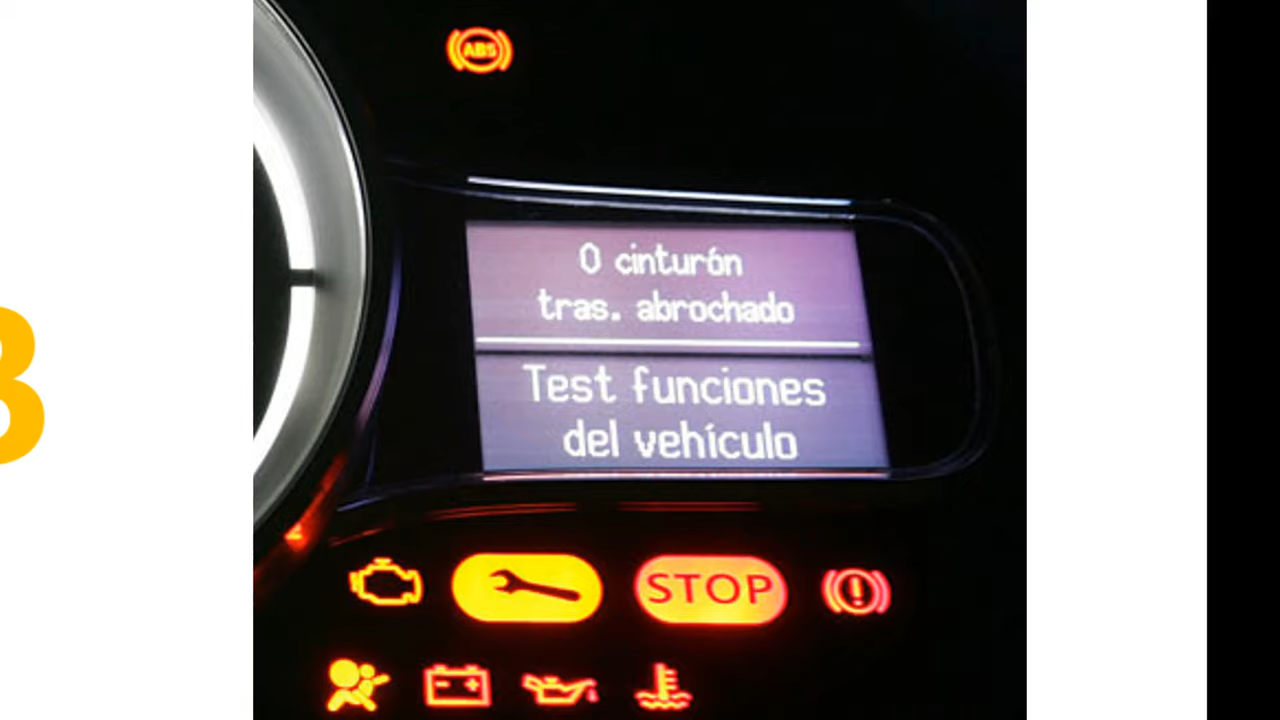 ABS
0 cinturón
tras. abrochado
Test funciones
del vehículo
STOP